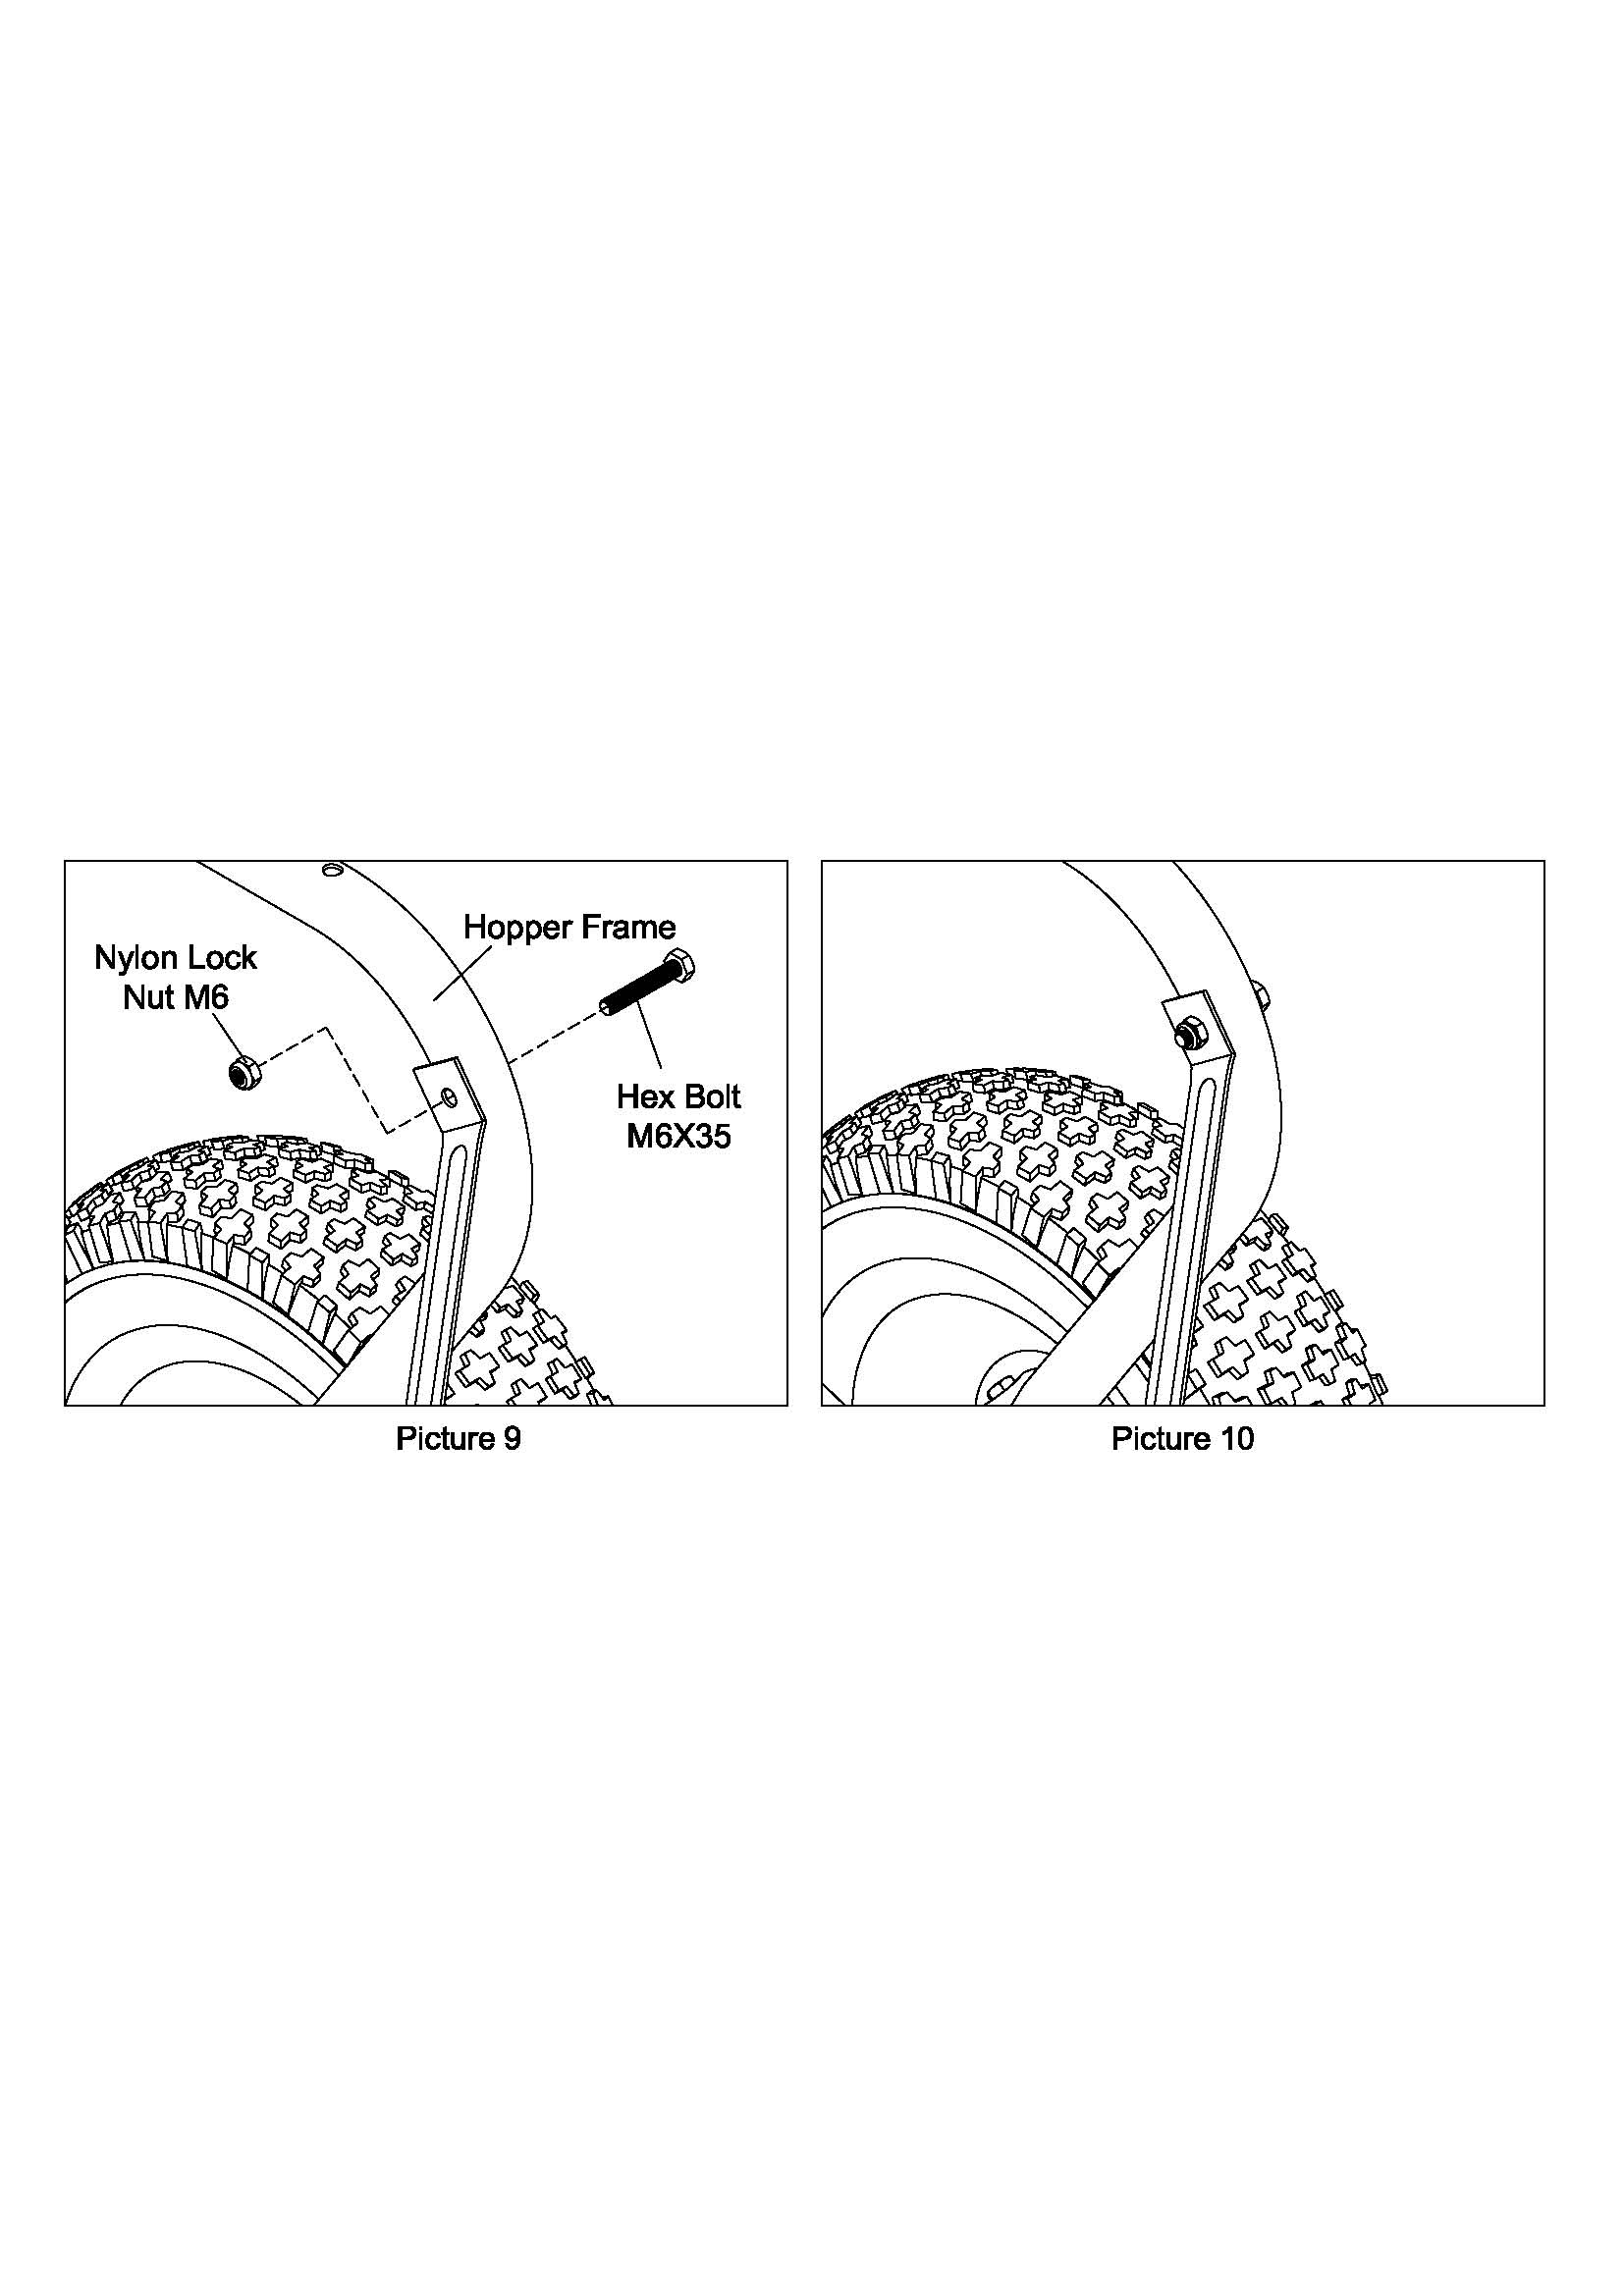 Hopper Frame
Nylon Lock
Nut M6
Hex Bolt
M6X35
Picture 9
Picture 10